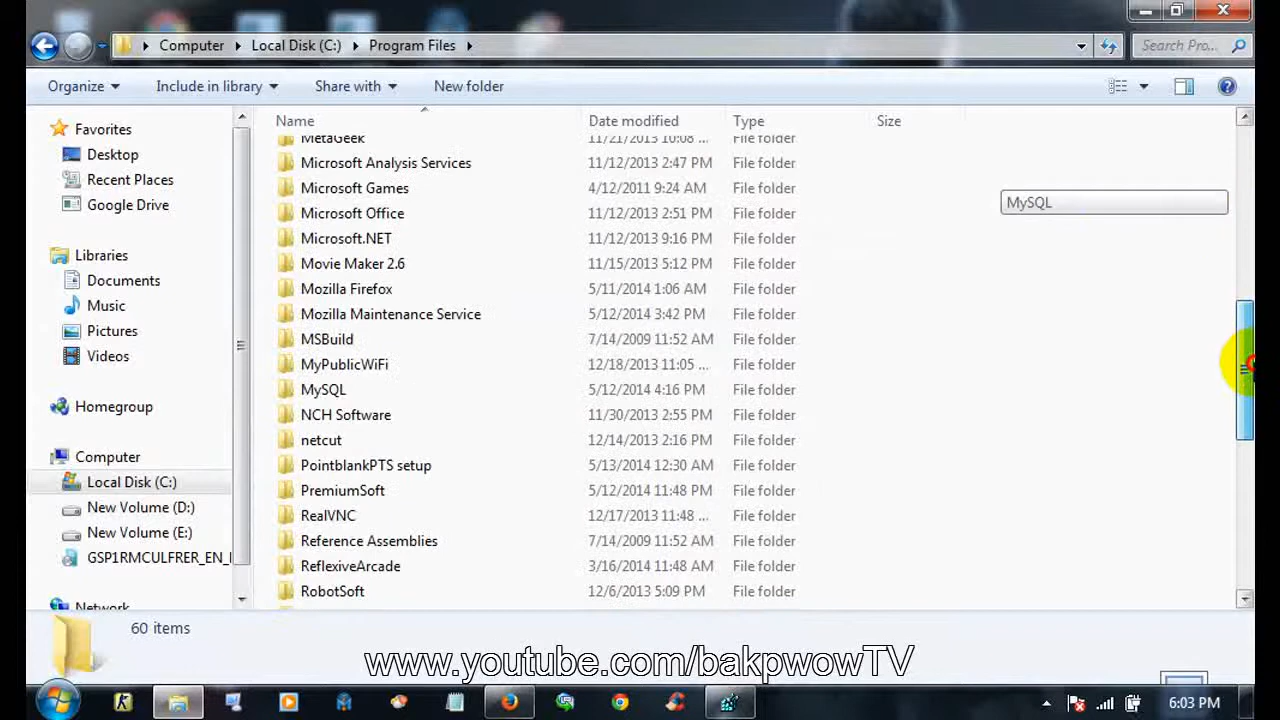 Computer Local Disk (C:) Program Files
Search Pro...
Organize Include in library Share with New folder
Name Date modified Type Size
Favorites
Desktop
Recent Places
Google Drive
Libraries
Documents
Music
Pictures
Videos
Homegroup
Computer
Local Disk (C:)
New Volume (D:)
New Volume (E:)
GSP1RMCULFRER_EN_
Network
MetaGeek 11/21/2013 10:08 ... File folder
Microsoft Analysis Services 11/12/2013 2:47 PM File folder
Microsoft Games 4/12/2011 9:24 AM File folder
Microsoft Office 11/12/2013 2:51 PM File folder
Microsoft.NET 11/12/2013 9:16 PM File folder
Movie Maker 2.6 11/15/2013 5:12 PM File folder
Mozilla Firefox 5/11/2014 1:06 AM File folder
Mozilla Maintenance Service 5/12/2014 3:42 PM File folder
MSBuild 7/14/2009 11:52 AM File folder
MyPublicWiFi 12/18/2013 11:05 ... File folder
MySQL 5/12/2014 4:16 PM File folder
NCH Software 11/30/2013 2:55 PM File folder
netcut 12/14/2013 2:16 PM File folder
PointblankPTS setup 5/13/2014 12:30 AM File folder
PremiumSoft 5/12/2014 11:48 PM File folder
RealVNC 12/17/2013 11:48 ... File folder
Reference Assemblies 7/14/2009 11:52 AM File folder
ReflexiveArcade 3/16/2014 11:48 AM File folder
RobotSoft 12/6/2013 5:09 PM File folder
MySQL
60 items
www.youtube.com/bakpwowTV
6:03 PM